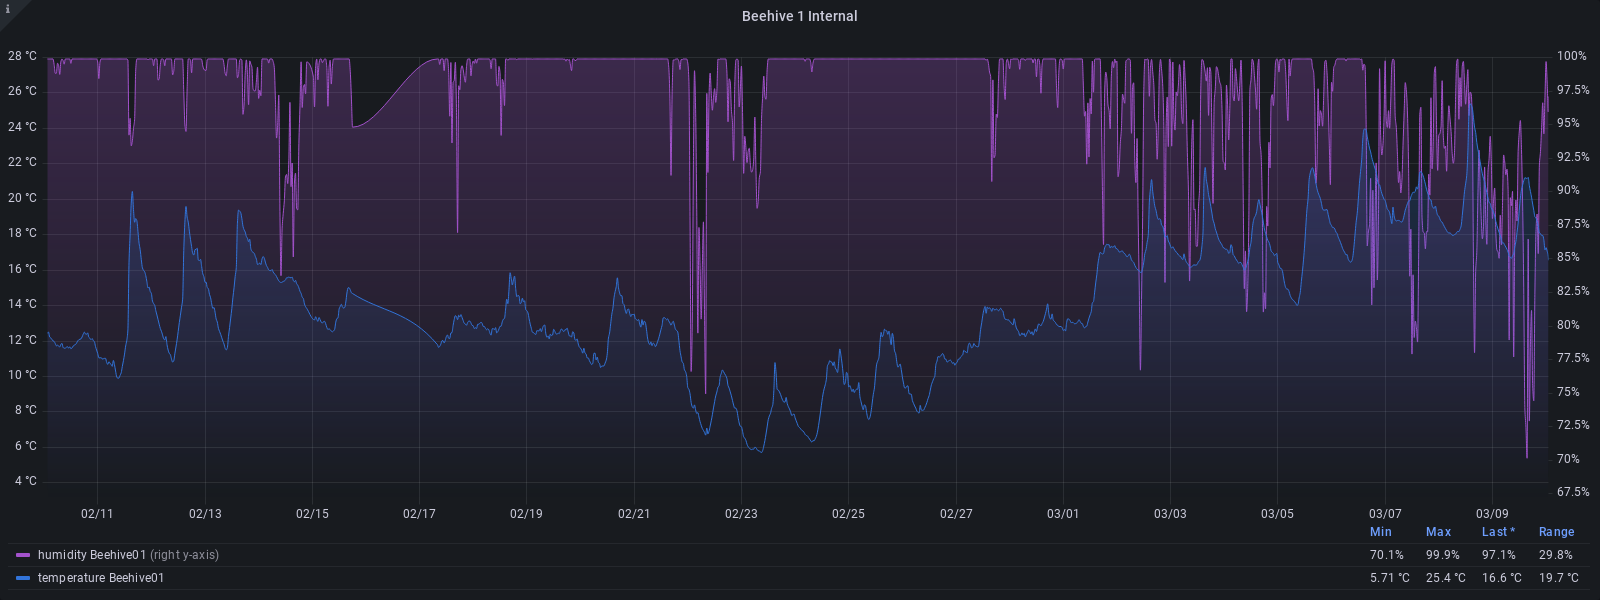 i
Beehive 1 Internal
28 °C 100%
26 °C 97.5%
24 °C 95%
22 °C 92.5%
20 °C 90%
18 °C 87.5%
16 °C 85%
14 °C 82.5%
12 °C 80%
10 °C 77.5%
8 °C 75%
6 °C 72.5%
4 °C 70%
67.5%
02/11 02/13 02/15 02/17 02/19 02/21 02/23 02/25 02/27 03/01 03/03 03/05 03/07 03/09
Min Max Last * Range
humidity Beehive01 (right y-axis) 70.1% 99.9% 97.1% 29.8%
temperature Beehive01 5.71 °C 25.4 °C 16.6 °C 19.7 °C